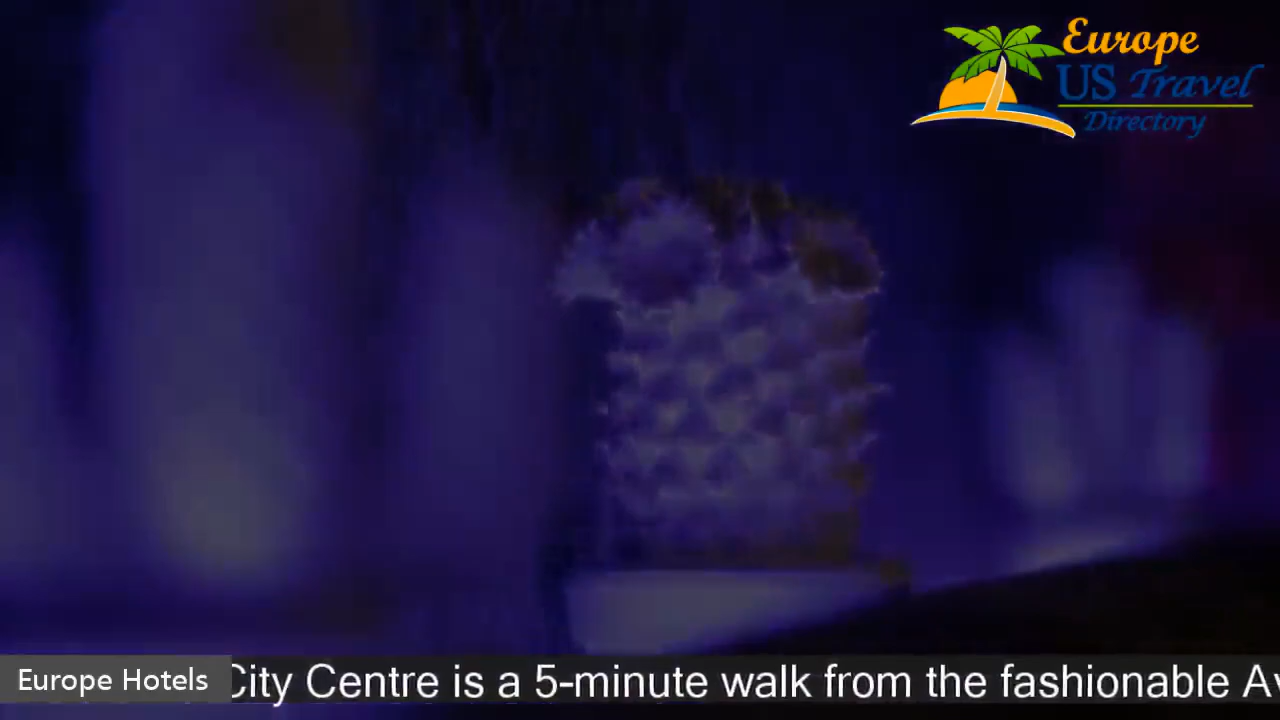 Europe
US Travel
Directory
Europe Hotels
City Centre is a 5-minute walk from the fashionable